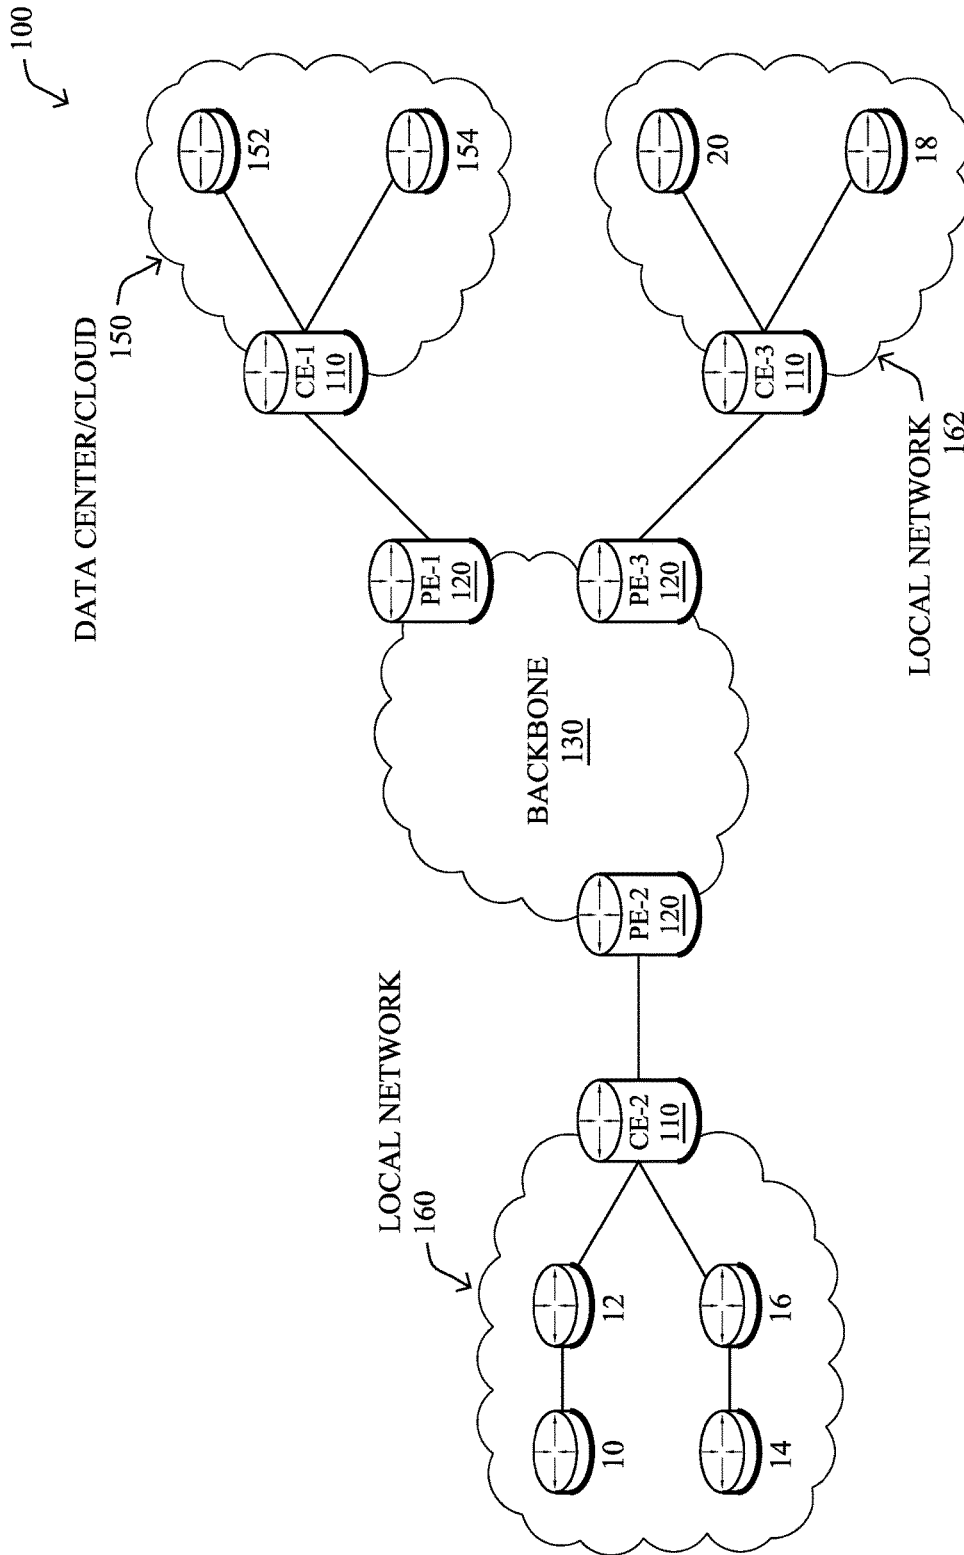 100
DATA CENTER/CLOUD
150
152
154
CE-1
110
PE-1
120
LOCAL NETWORK
160
10
12
14
16
CE-2
110
PE-2
120
BACKBONE
130
PE-3
120
CE-3
110
20
18
LOCAL NETWORK
162